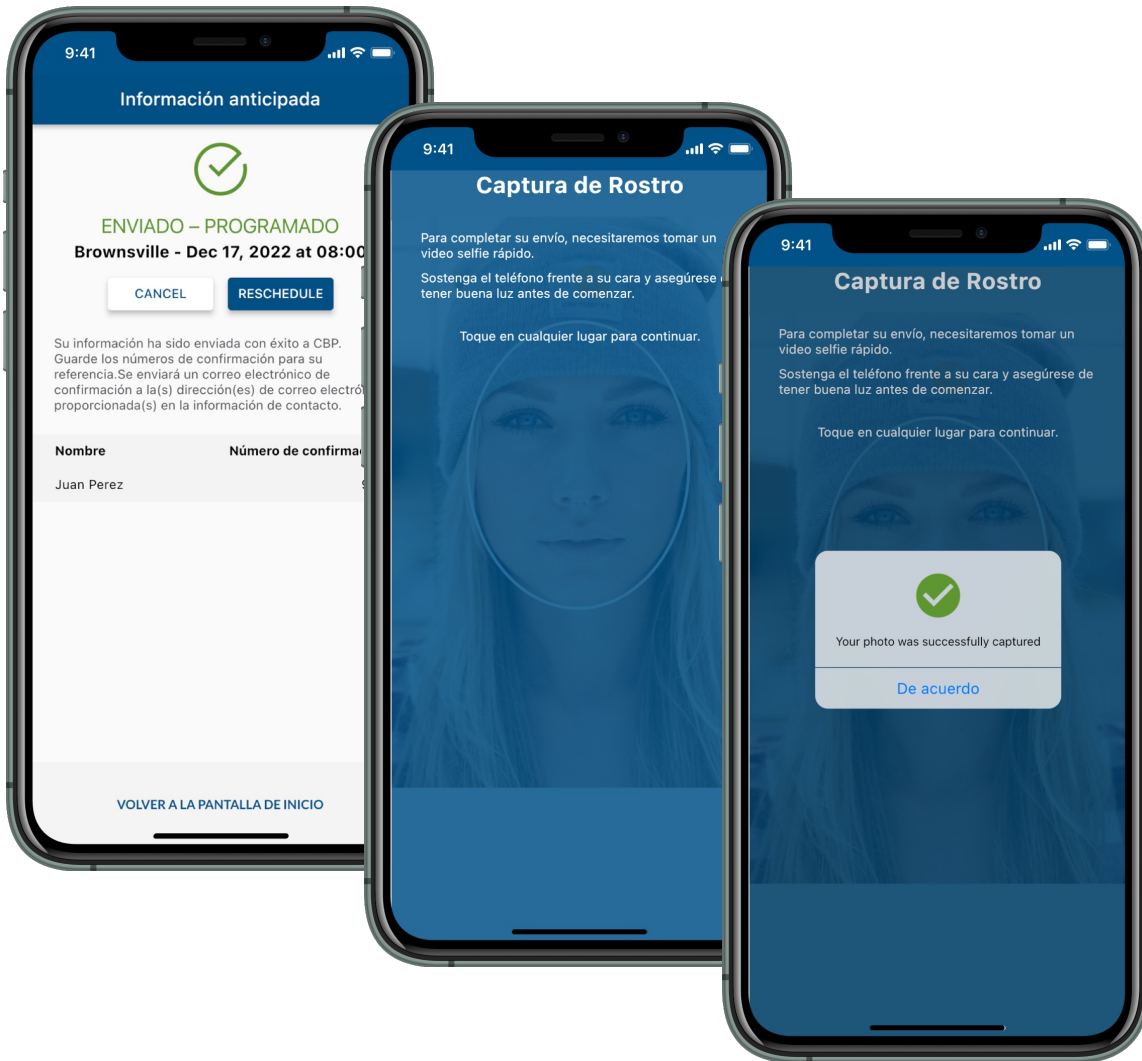 9:41
Información anticipada
ENVIADO – PROGRAMADO
Brownsville - Dec 17, 2022 at 08:00
CANCEL
RESCHEDULE
Su información ha sido enviada con éxito a CBP.
Guarde los números de confirmación para su
referencia.Se enviará un correo electrónico de
confirmación a la(s) dirección(es) de correo electró
proporcionada(s) en la información de contacto.
Nombre Número de confirma
Juan Perez
VOLVER A LA PANTALLA DE INICIO
9:41
Captura de Rostro
Para completar su envío, necesitaremos tomar un
video selfie rápido.
Sostenga el teléfono frente a su cara y asegúrese
tener buena luz antes de comenzar.
Toque en cualquier lugar para continuar.
9:41
Captura de Rostro
Para completar su envío, necesitaremos tomar un
video selfie rápido.
Sostenga el teléfono frente a su cara y asegúrese de
tener buena luz antes de comenzar.
Toque en cualquier lugar para continuar.
Your photo was successfully captured
De acuerdo